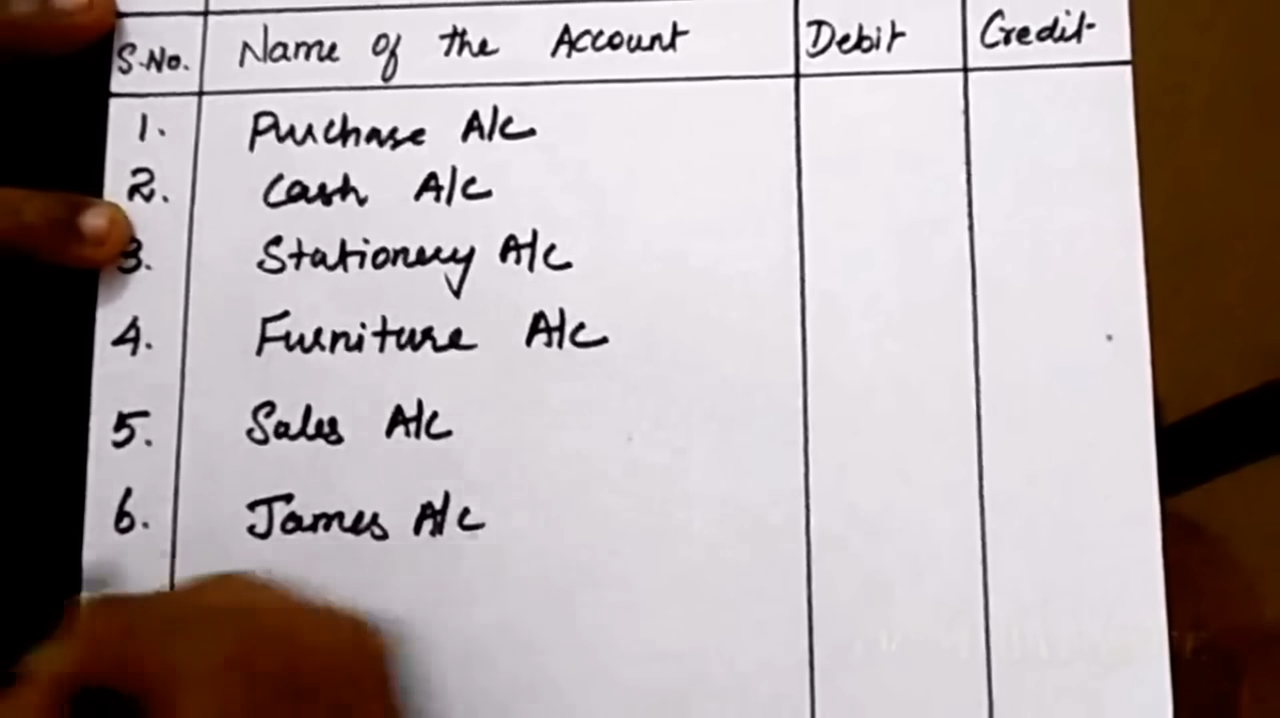 S.No. Name of the Account Debit Credit
1. Purchase A/c
2. Cash A/c
3. Stationery A/c
4. Furniture A/c
5. Sales A/c
6. James A/c